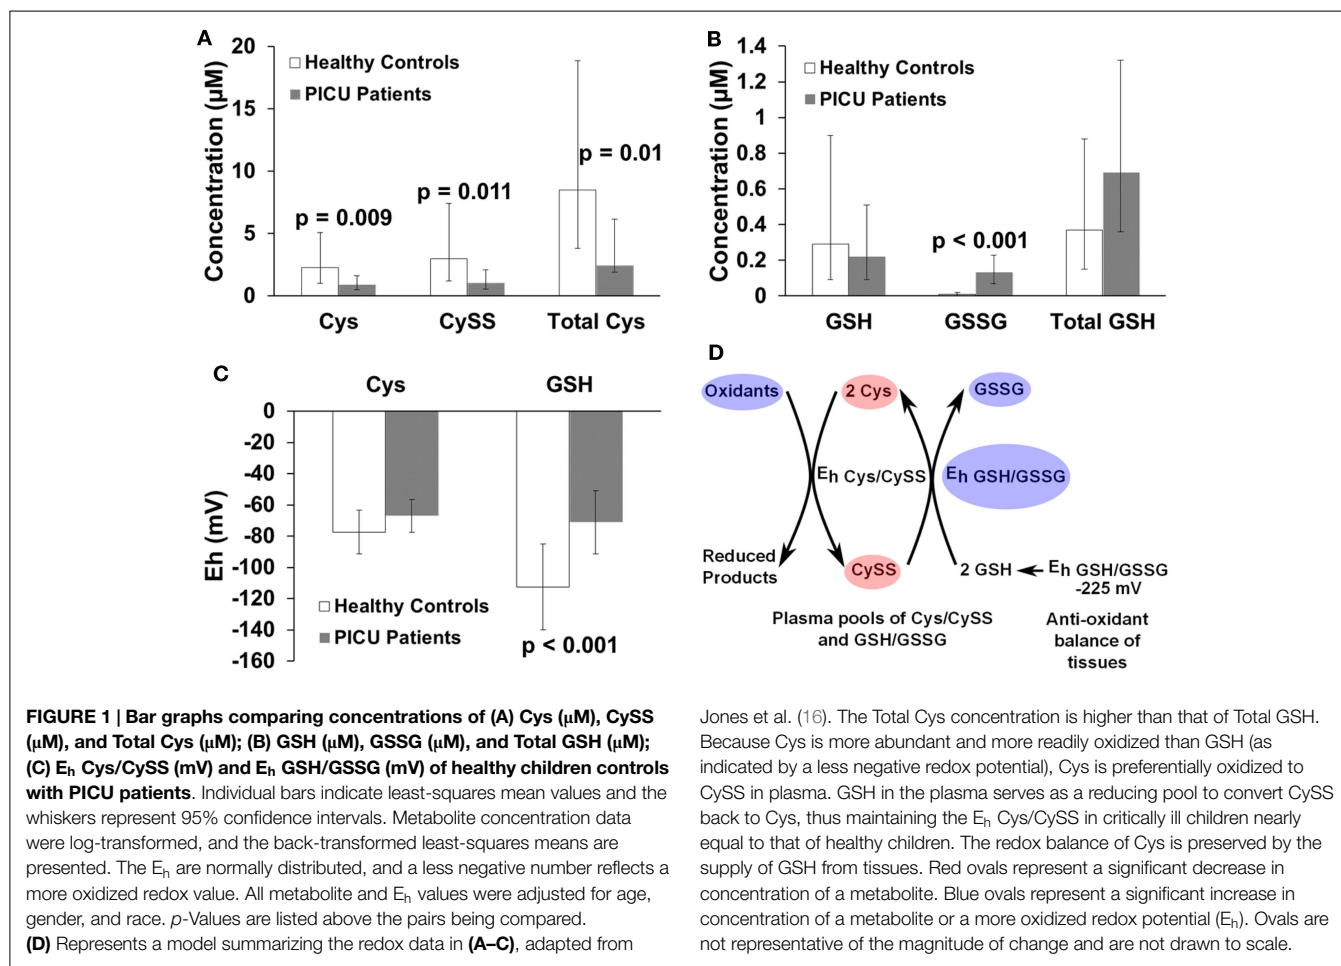 A
20
15
10
5
0
Concentration (µM)
Healthy Controls
PICU Patients
p = 0.009
p = 0.011
p = 0.01
Cys
CySS
Total Cys
B
1.4
1.2
1
0.8
0.6
0.4
0.2
0
Concentration (µM)
Healthy Controls
PICU Patients
p < 0.001
GSH
GSSG
Total GSH
C
Cys
GSH
0
-20
-40
-60
-80
-100
-120
-140
-160
Eh (mV)
Healthy Controls
PICU Patients
p < 0.001
D
Oxidants
2 Cys
GSSG
Eh Cys/CySS
Eh GSH/GSSG
Reduced
Products
CySS
2 GSH
Eh GSH/GSSG
-225 mV
Plasma pools of Cys/CySS
and GSH/GSSG
Anti-oxidant
balance of
tissues
FIGURE 1 | Bar graphs comparing concentrations of (A) Cys (µM), CySS
(µM), and Total Cys (µM); (B) GSH (µM), GSSG (µM), and Total GSH (µM);
(C) Eh Cys/CySS (mV) and Eh GSH/GSSG (mV) of healthy children controls
with PICU patients. Individual bars indicate least-squares mean values and the
whiskers represent 95% confidence intervals. Metabolite concentration data
were log-transformed, and the back-transformed least-squares means are
presented. The Eh are normally distributed, and a less negative number reflects a
more oxidized redox value. All metabolite and Eh values were adjusted for age,
gender, and race. p-Values are listed above the pairs being compared.
(D) Represents a model summarizing the redox data in (A–C), adapted from
Jones et al. (16). The Total Cys concentration is higher than that of Total GSH.
Because Cys is more abundant and more readily oxidized than GSH (as
indicated by a less negative redox potential), Cys is preferentially oxidized to
CySS in plasma. GSH in the plasma serves as a reducing pool to convert CySS
back to Cys, thus maintaining the Eh Cys/CySS in critically ill children nearly
equal to that of healthy children. The redox balance of Cys is preserved by the
supply of GSH from tissues. Red ovals represent a significant decrease in
concentration of a metabolite. Blue ovals represent a significant increase in
concentration of a metabolite or a more oxidized redox potential (Eh). Ovals are
not representative of the magnitude of change and are not drawn to scale.